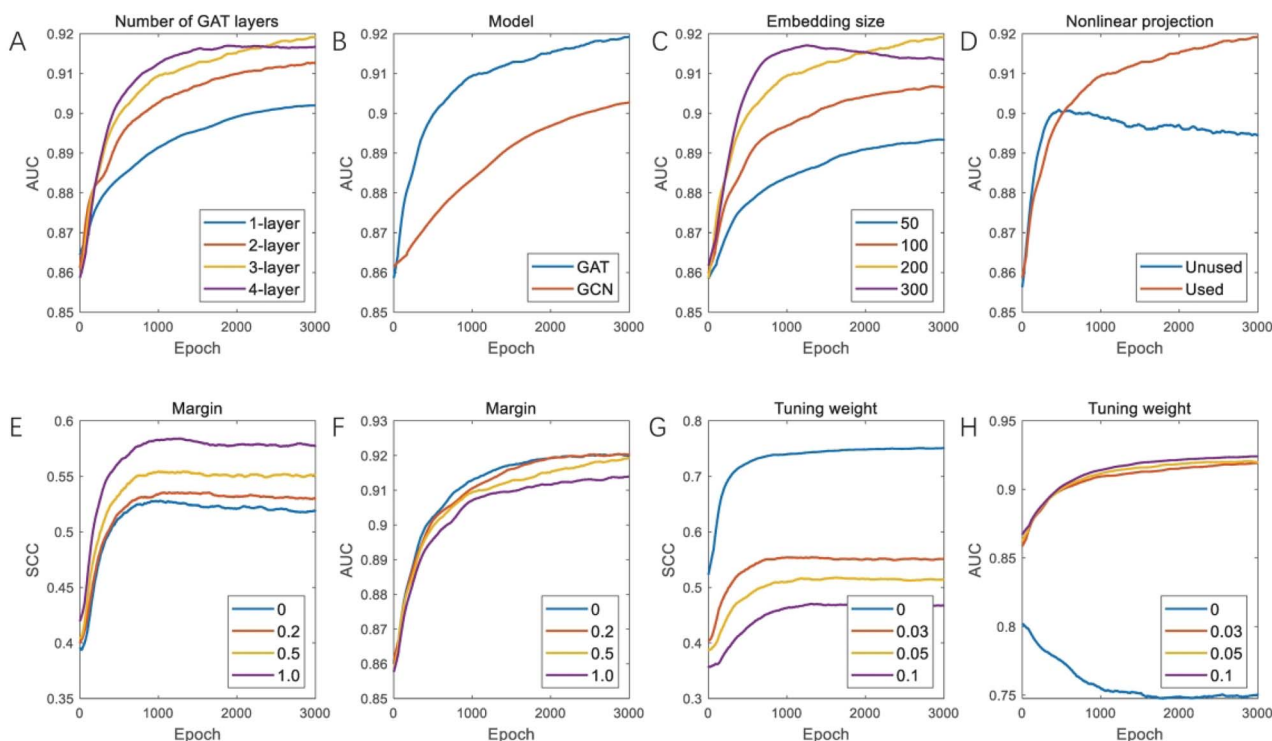 A
Number of GAT layers
AUC
0.92
0.91
0.9
0.89
0.88
0.87
0.86
0.85
1-layer
2-layer
3-layer
4-layer
0 1000 2000 3000
Epoch
B
Model
AUC
0.92
0.91
0.9
0.89
0.88
0.87
0.86
0.85
GAT
GCN
0 1000 2000 3000
Epoch
C
Embedding size
AUC
0.92
0.91
0.9
0.89
0.88
0.87
0.86
0.85
50
100
200
300
0 1000 2000 3000
Epoch
D
Nonlinear projection
AUC
0.92
0.91
0.9
0.89
0.88
0.87
0.86
0.85
Unused
Used
0 1000 2000 3000
Epoch
E
Margin
SCC
0.6
0.55
0.5
0.45
0.4
0.35
0
0.2
0.5
1.0
0 1000 2000 3000
Epoch
F
Margin
AUC
0.93
0.92
0.91
0.9
0.89
0.88
0.87
0.86
0.85
0
0.2
0.5
1.0
0 1000 2000 3000
Epoch
G
Tuning weight
SCC
0.8
0.7
0.6
0.5
0.4
0.3
0
0.03
0.05
0.1
0 1000 2000 3000
Epoch
H
Tuning weight
AUC
0.95
0.9
0.85
0.8
0.75
0
0.03
0.05
0.1
0 1000 2000 3000
Epoch